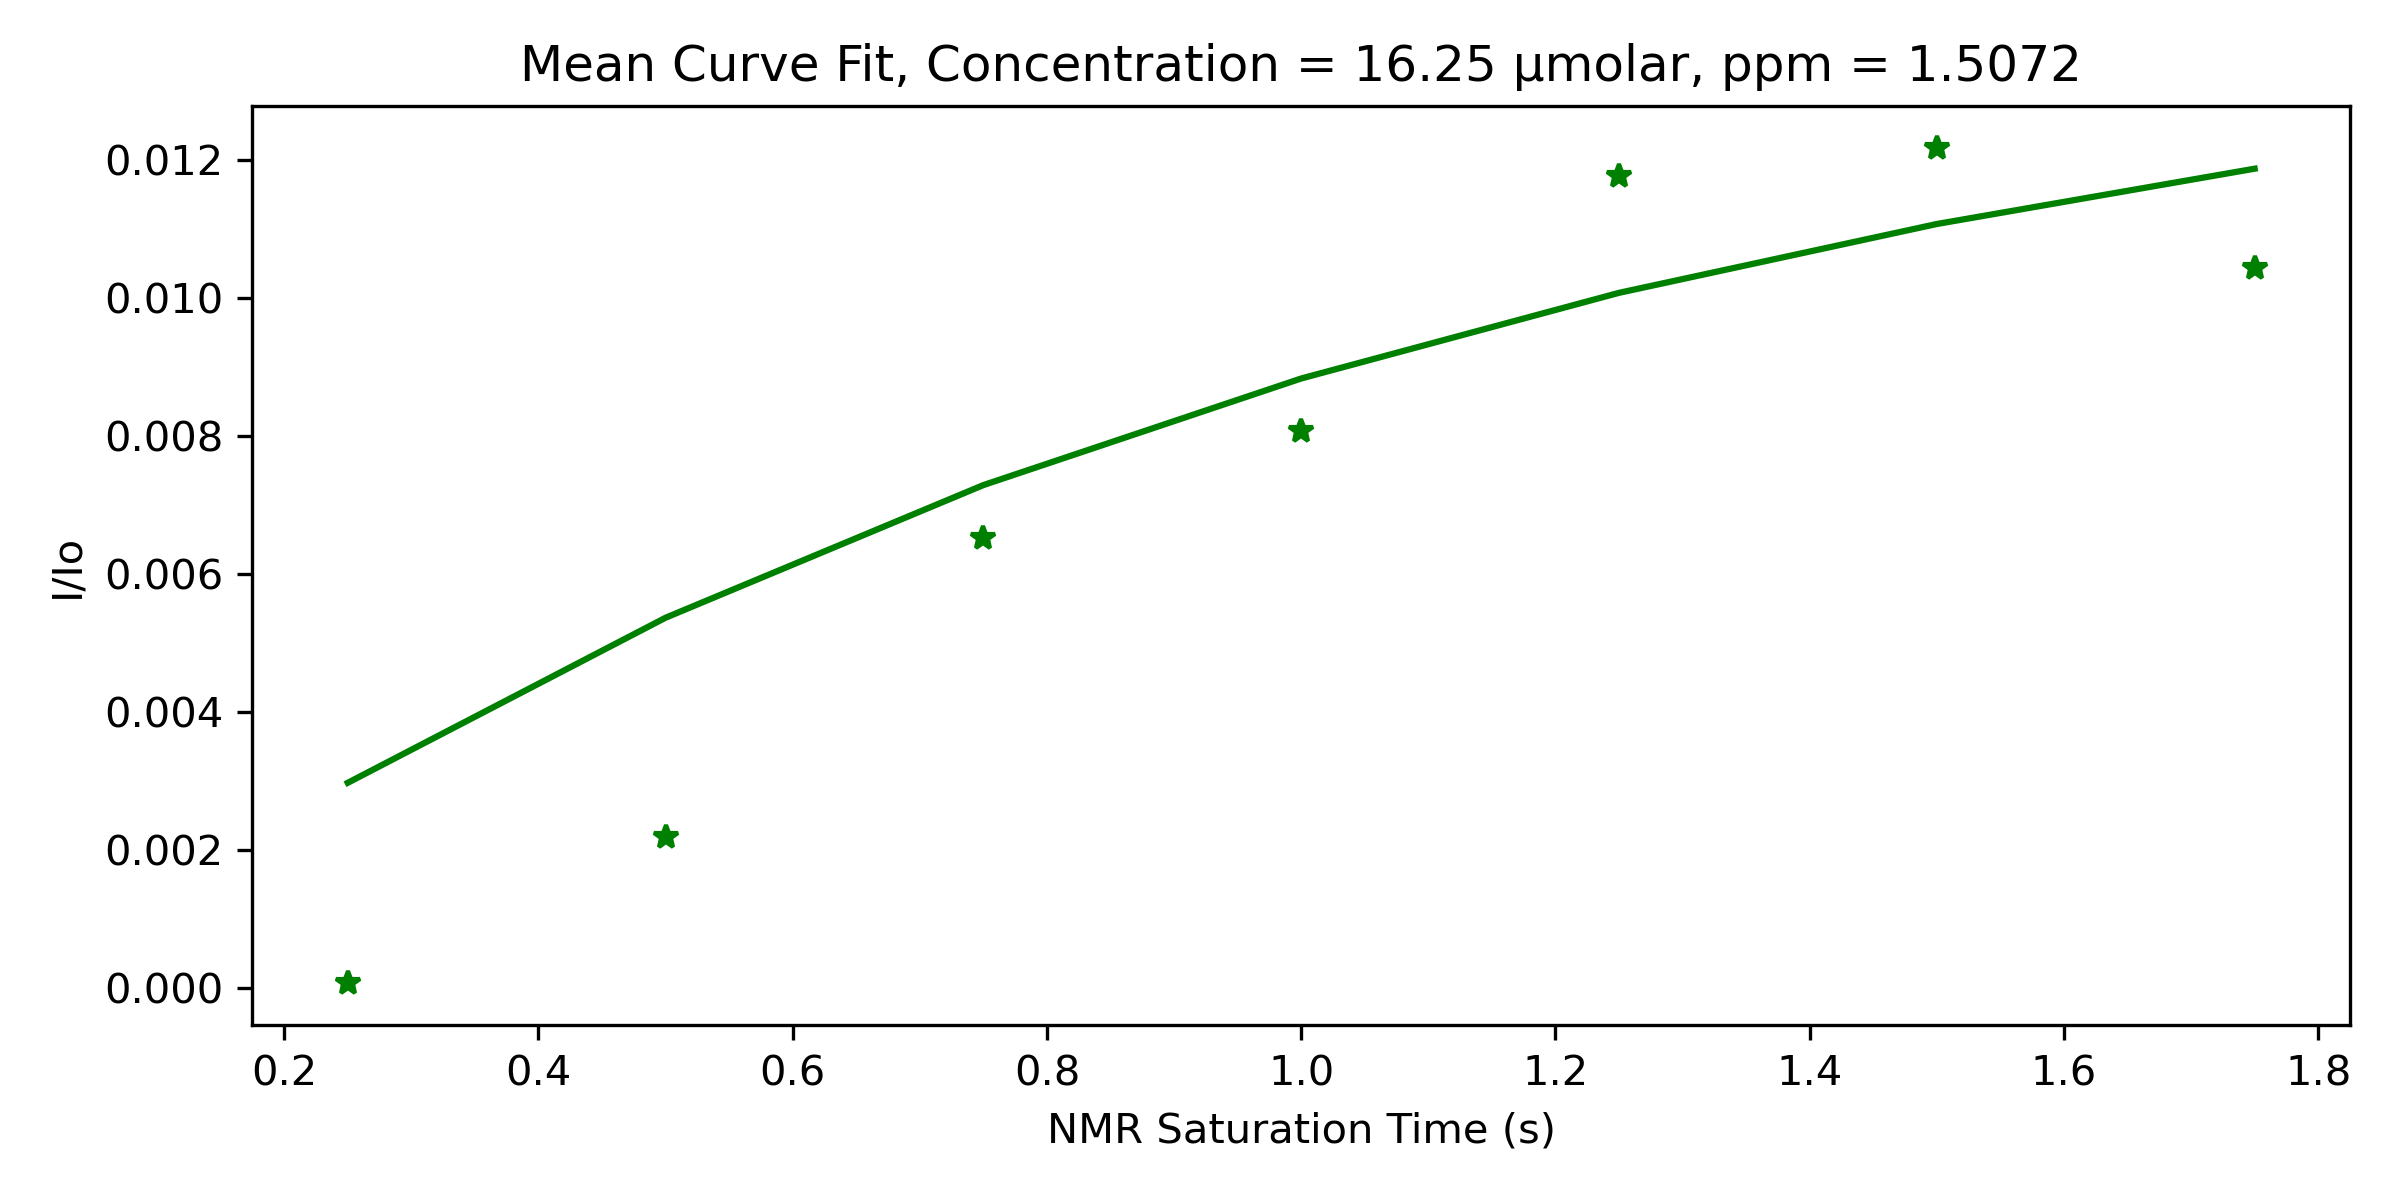 Mean Curve Fit, Concentration = 16.25 μmolar, ppm = 1.5072
0.012
0.010
0.008
0.006
0.004
0.002
0.000
I/Io
0.2 0.4 0.6 0.8 1.0 1.2 1.4 1.6 1.8
NMR Saturation Time (s)